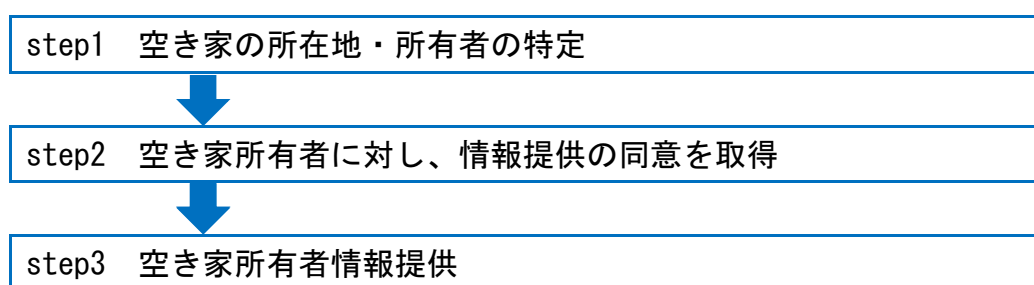 step1　空き家の所在地・所有者の特定
step2　空き家所有者に対し、情報提供の同意を取得
step3　空き家所有者情報提供